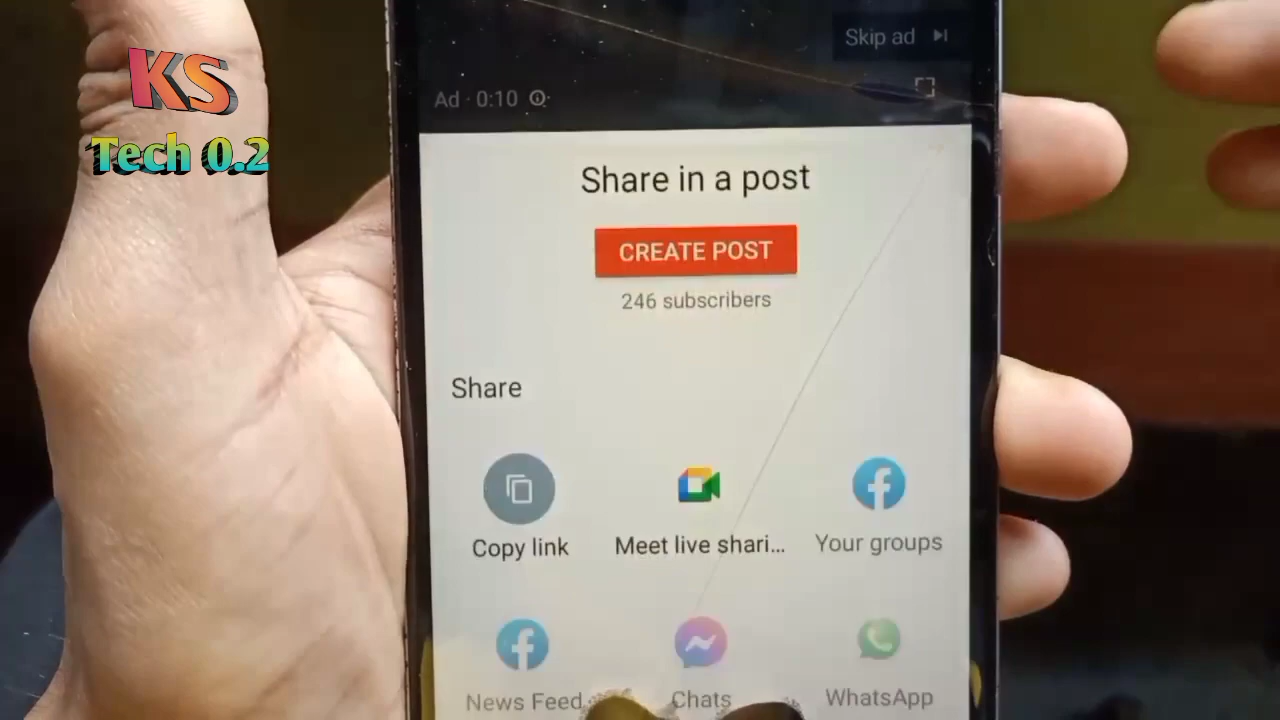 KS
Tech 0.2
Skip ad
Ad · 0:10
Share in a post
CREATE POST
246 subscribers
Share
Copy link
Meet live shari...
Your groups
News Feed
Chats
WhatsApp